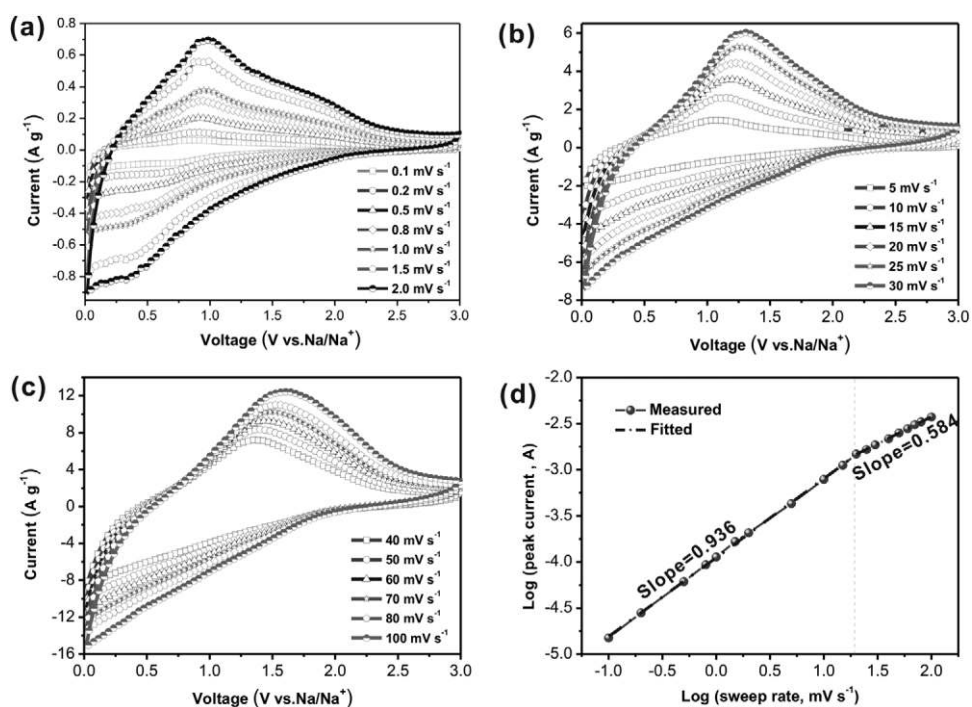 (a)
0.8
0.6
0.4
0.2
0.0
-0.2
-0.4
-0.6
-0.8
Current (A g⁻¹)
0.1 mV s⁻¹
0.2 mV s⁻¹
0.5 mV s⁻¹
0.8 mV s⁻¹
1.0 mV s⁻¹
1.5 mV s⁻¹
2.0 mV s⁻¹
0.0 0.5 1.0 1.5 2.0 2.5 3.0
Voltage (V vs.Na/Na⁺)
(b)
6
4
2
0
-2
-4
-6
-8
Current (A g⁻¹)
5 mV s⁻¹
10 mV s⁻¹
15 mV s⁻¹
20 mV s⁻¹
25 mV s⁻¹
30 mV s⁻¹
0.0 0.5 1.0 1.5 2.0 2.5 3.0
Voltage (V vs.Na/Na⁺)
(c)
12
8
4
0
-4
-8
-12
-16
Current (A g⁻¹)
40 mV s⁻¹
50 mV s⁻¹
60 mV s⁻¹
70 mV s⁻¹
80 mV s⁻¹
100 mV s⁻¹
0.0 0.5 1.0 1.5 2.0 2.5 3.0
Voltage (V vs.Na/Na⁺)
(d)
-2.0
-2.5
-3.0
-3.5
-4.0
-4.5
-5.0
Log (peak current , A)
Measured
Fitted
Slope=0.584
Slope=0.936
-1.0 -0.5 0.0 0.5 1.0 1.5 2.0
Log (sweep rate, mV s⁻¹)